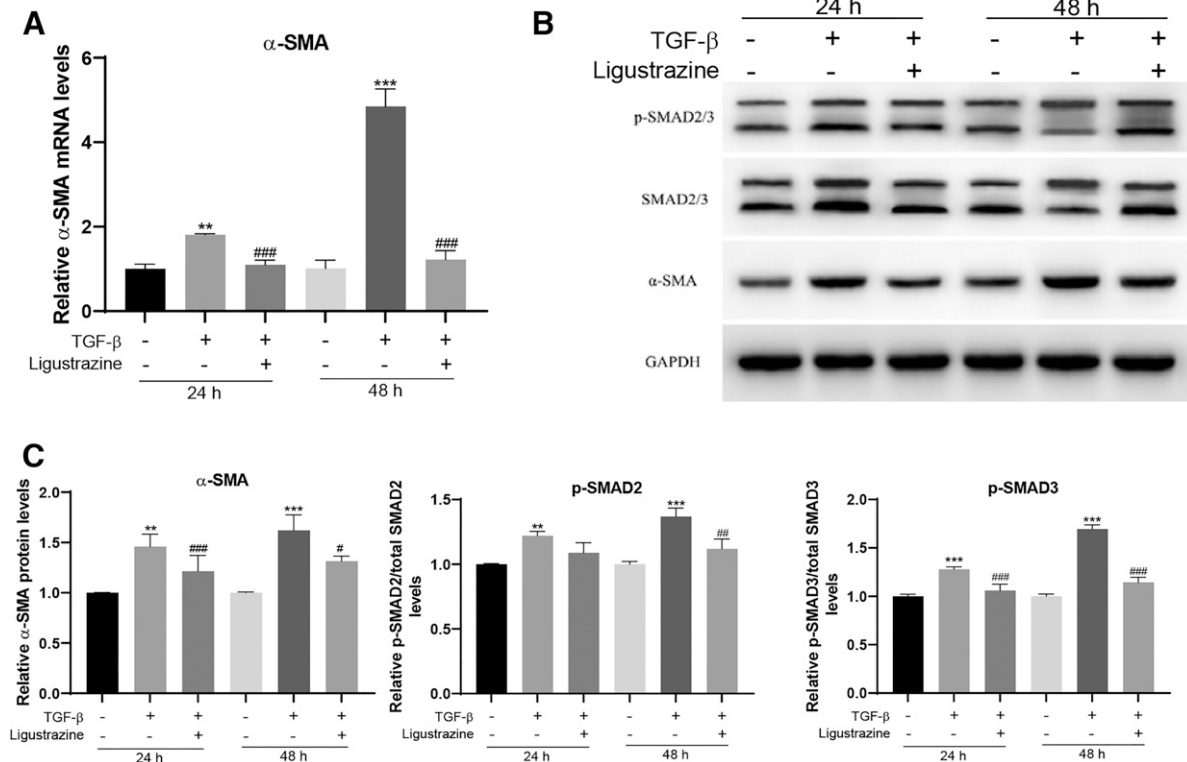 A
α-SMA
Relative α-SMA mRNA levels
6
4
2
0
**
###
***
###
TGF-β - + + - + +
Ligustrazine - - + - - +
24 h 48 h
B
24 h 48 h
TGF-β - + + - + +
Ligustrazine - - + - - +
p-SMAD2/3
SMAD2/3
α-SMA
GAPDH
C
α-SMA
Relative α-SMA protein levels
2.0
1.5
1.0
0.5
0.0
**
###
***
#
TGF-β - + + - + +
Ligustrazine - - + - - +
24 h 48 h
p-SMAD2
Relative p-SMAD2/total SMAD2
levels
1.5
1.0
0.5
0.0
**
***
##
TGF-β - + + - + +
Ligustrazine - - + - - +
24 h 48 h
p-SMAD3
Relative p-SMAD3/total SMAD3
levels
2.0
1.5
1.0
0.5
0.0
***
###
***
###
TGF-β - + + - + +
Ligustrazine - - + - - +
24 h 48 h